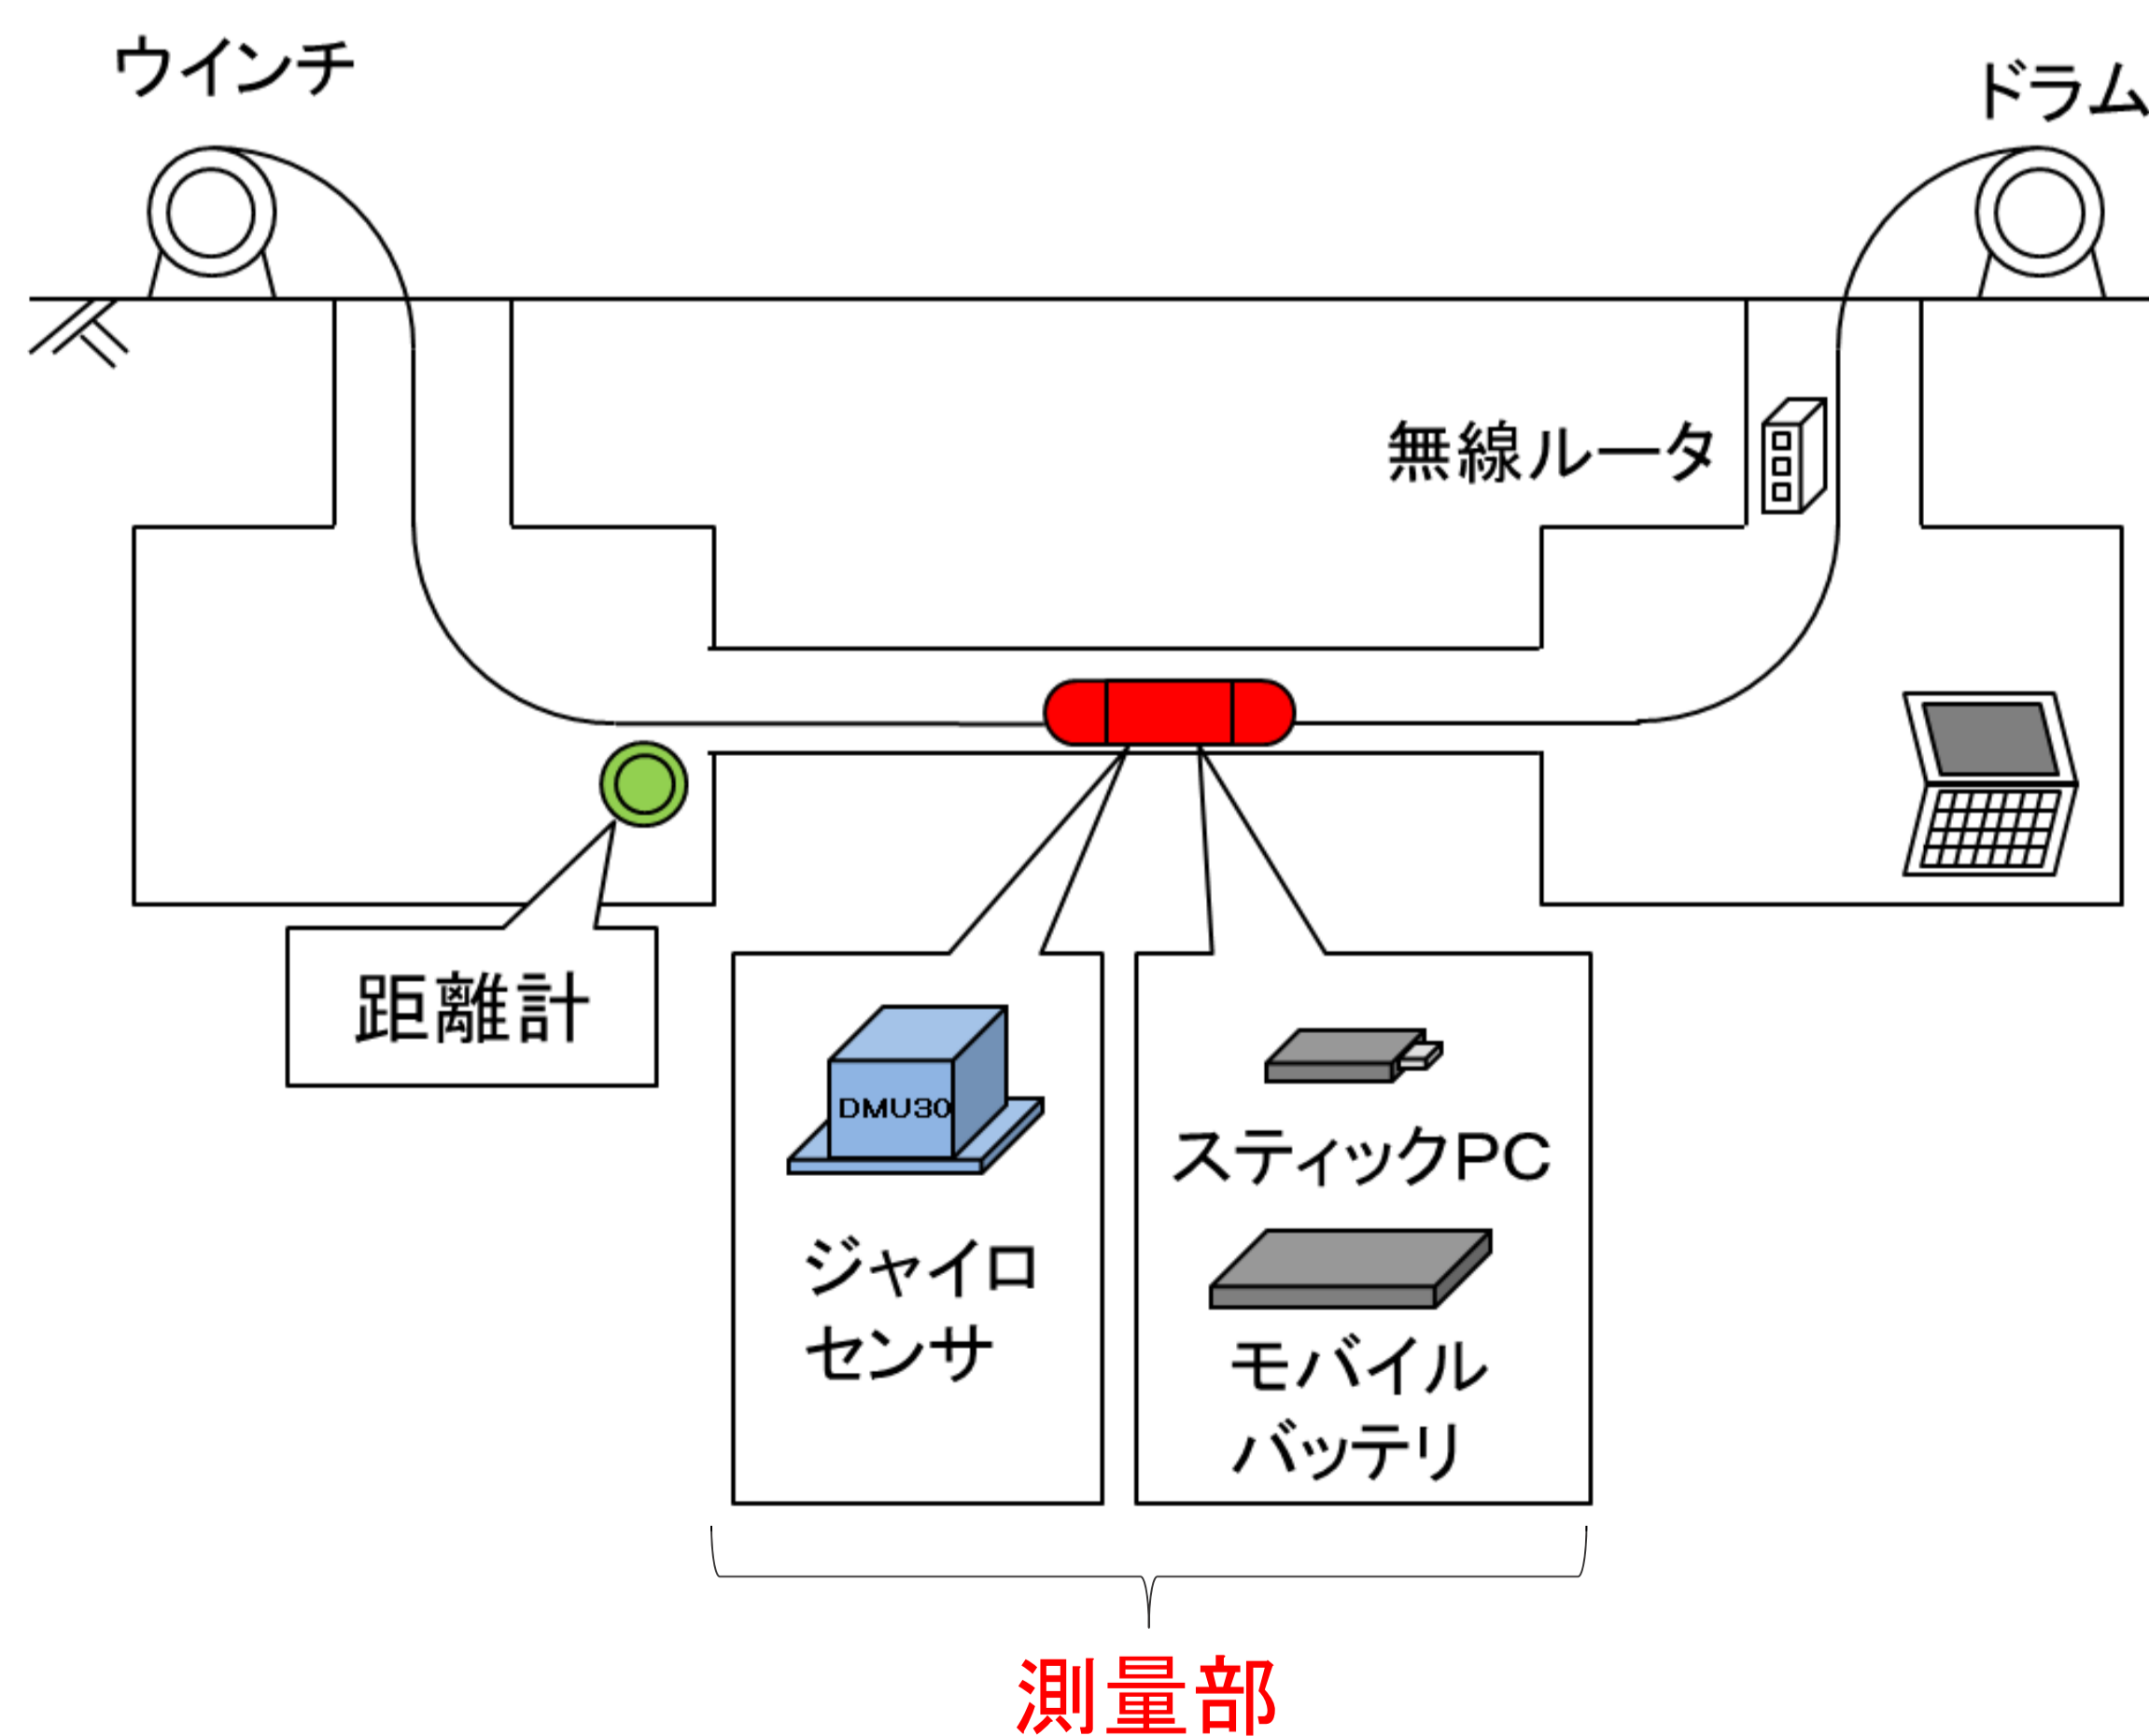 ウインチ
ドラム
無線ルータ
距離計
DMU30
ジャイロ
センサ
スティックPC
モバイル
バッテリ
測量部